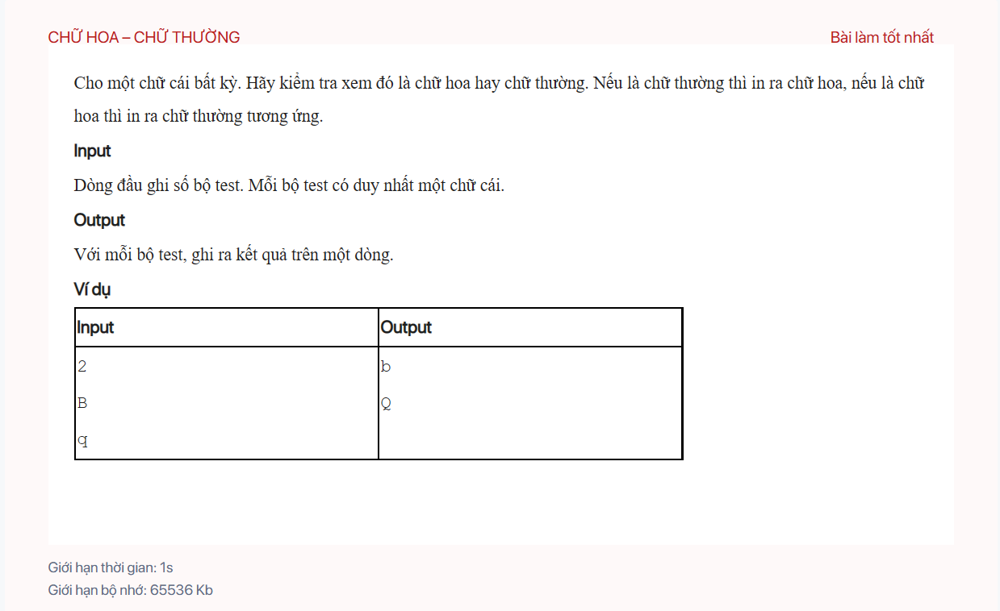 CHỮ HOA – CHỮ THƯỜNG
Bài làm tốt nhất
Cho một chữ cái bất kỳ. Hãy kiểm tra xem đó là chữ hoa hay chữ thường. Nếu là chữ thường thì in ra chữ hoa, nếu là chữ
hoa thì in ra chữ thường tương ứng.
Input
Dòng đầu ghi số bộ test. Mỗi bộ test có duy nhất một chữ cái.
Output
Với mỗi bộ test, ghi ra kết quả trên một dòng.
Ví dụ
Input Output
2 b
B Q
q
Giới hạn thời gian: 1s
Giới hạn bộ nhớ: 65536 Kb